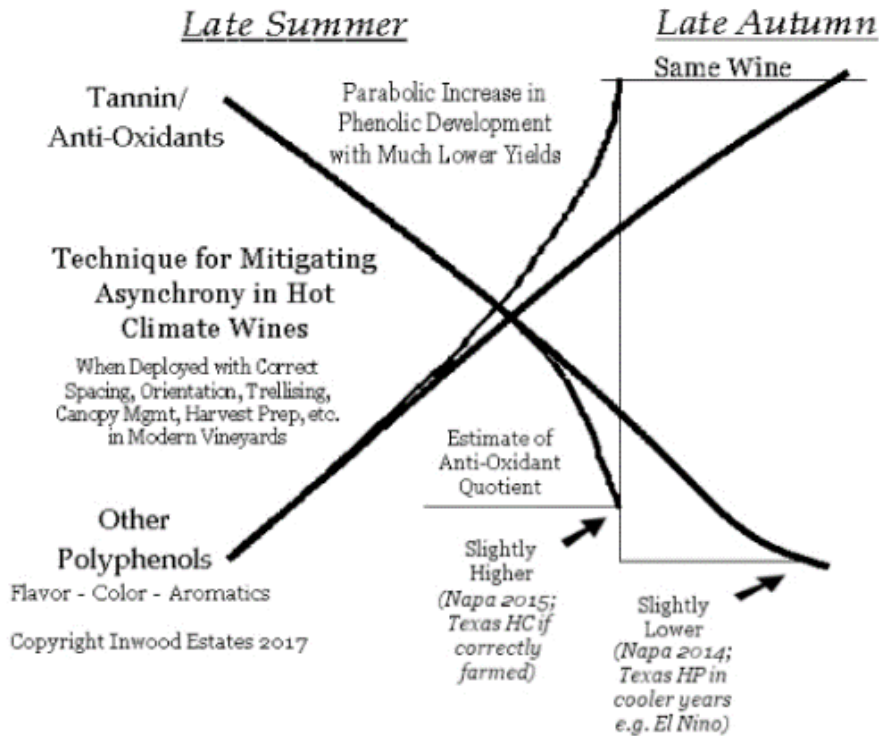 Late Summer
Late Autumn
Same Wine
Tannin/
Anti-Oxidants
Parabolic Increase in
Phenolic Development
with Much Lower Yields
Technique for Mitigating
Asynchrony in Hot
Climate Wines
When Deployed with Correct
Spacing, Orientation, Trellising,
Canopy Mgmt, Harvest Prep, etc.
in Modern Vineyards
Estimate of
Anti-Oxidant
Quotient
Other
Polyphenols
Flavor - Color - Aromatics
Copyright Inwood Estates 2017
Slightly
Higher
(Napa 2015;
Texas HC if
correctly
farmed)
Slightly
Lower
(Napa 2014;
Texas HP in
cooler years
e.g. El Nino)